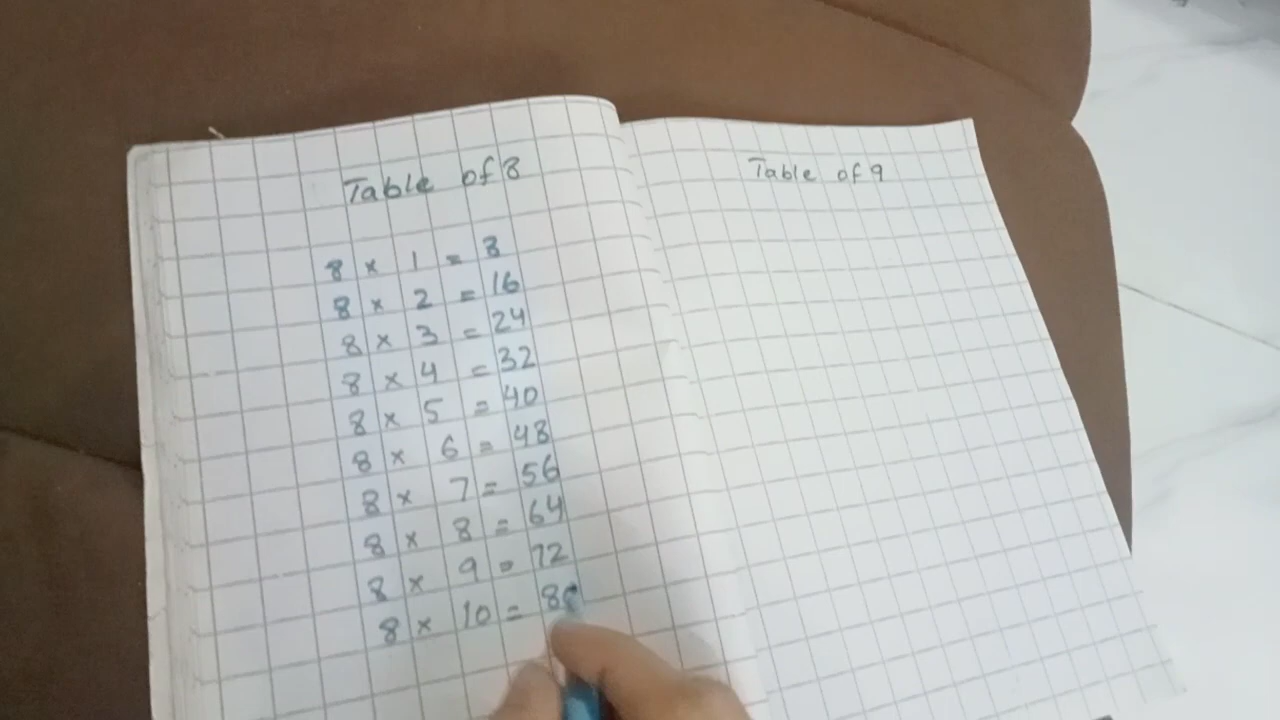 Table of 8
8 × 1 = 8
8 × 2 = 16
8 × 3 = 24
8 × 4 = 32
8 × 5 = 40
8 × 6 = 48
8 × 7 = 56
8 × 8 = 64
8 × 9 = 72
8 × 10 = 80
Table of 9